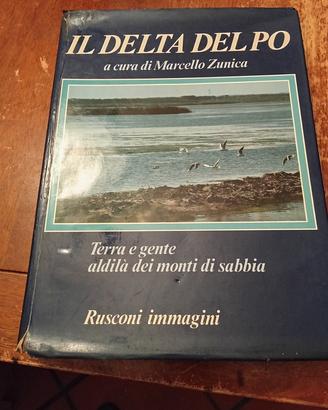 IL DELTA DEL PO
a cura di Marcello Zunica
Terra e gente
aldilà dei monti di sabbia
Rusconi immagini